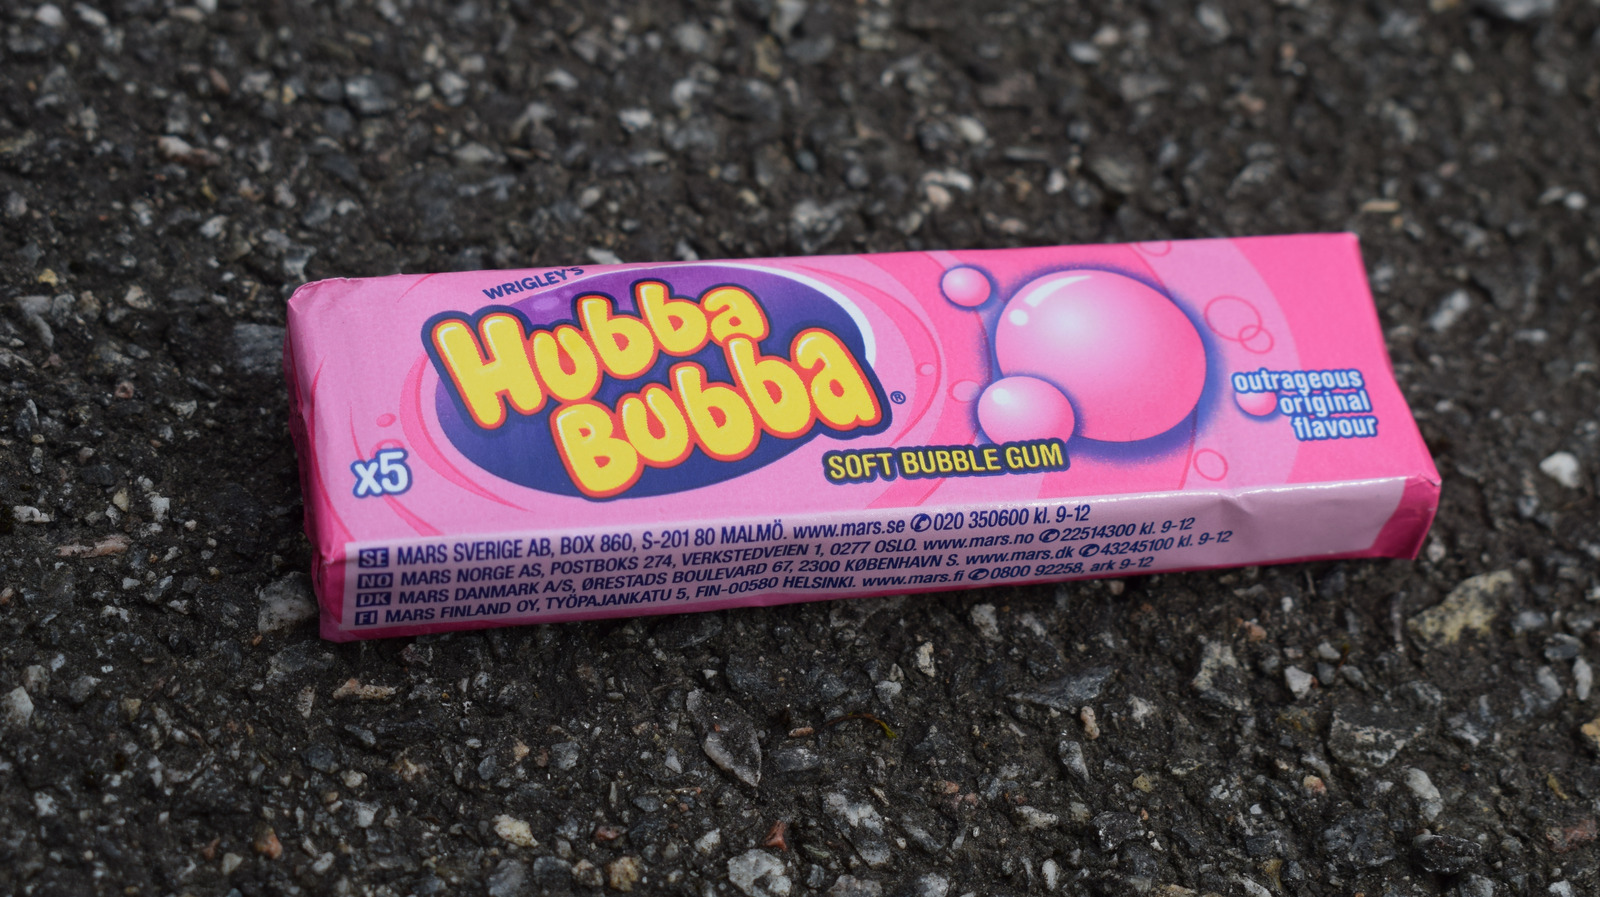 WRIGLEY'S
Hubba
Bubba®
SOFT BUBBLE GUM
outrageous
original
flavour
x5
SE MARS SVERIGE AB, BOX 860, S-201 80 MALMÖ. www.mars.se ✆020 350600 kl. 9-12
NO MARS NORGE AS, POSTBOKS 274, VERKSTEDVEIEN 1, 0277 OSLO. www.mars.no ✆22514300 kl. 9-12
DK MARS DANMARK A/S, ØRESTADS BOULEVARD 67, 2300 KØBENHAVN S. www.mars.dk ✆43245100 kl. 9-12
FI MARS FINLAND OY, TYÖPAJANKATU 5, FIN-00580 HELSINKI. www.mars.fi ✆0800 92258, ark 9-12